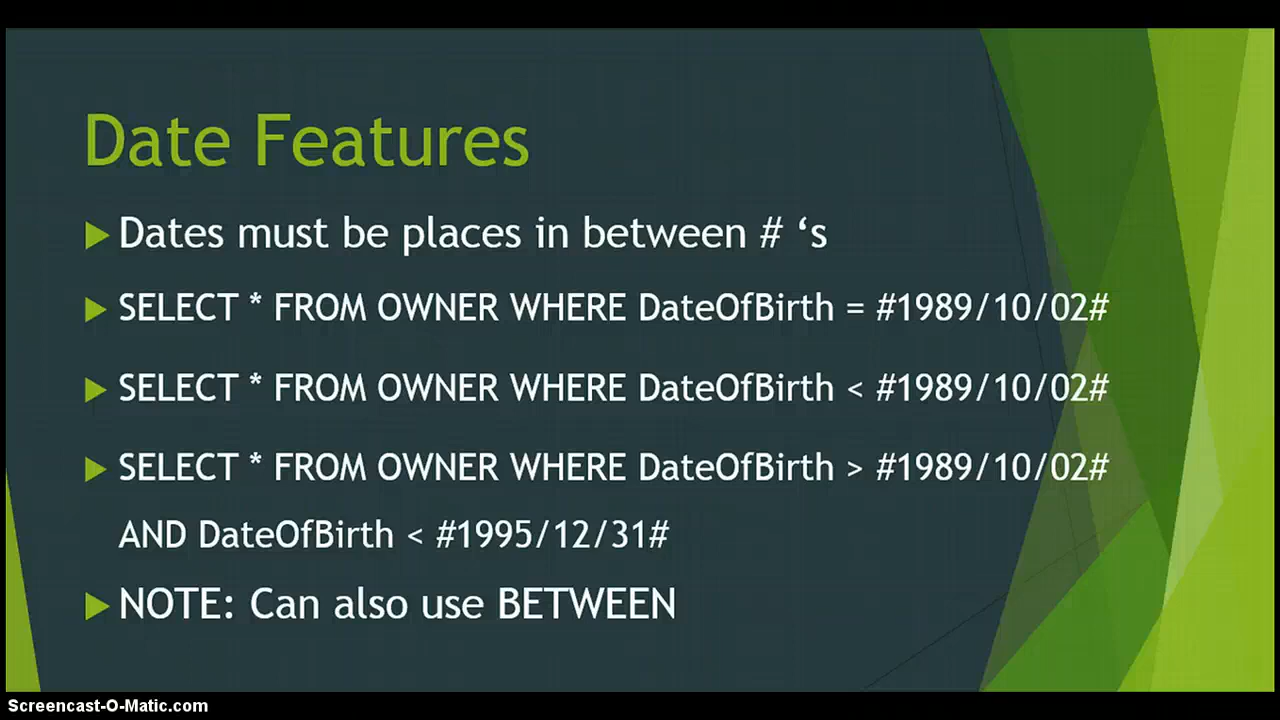 Date Features
Dates must be places in between # ‘s
SELECT * FROM OWNER WHERE DateOfBirth = #1989/10/02#
SELECT * FROM OWNER WHERE DateOfBirth < #1989/10/02#
SELECT * FROM OWNER WHERE DateOfBirth > #1989/10/02#
AND DateOfBirth < #1995/12/31#
NOTE: Can also use BETWEEN
Screencast-O-Matic.com